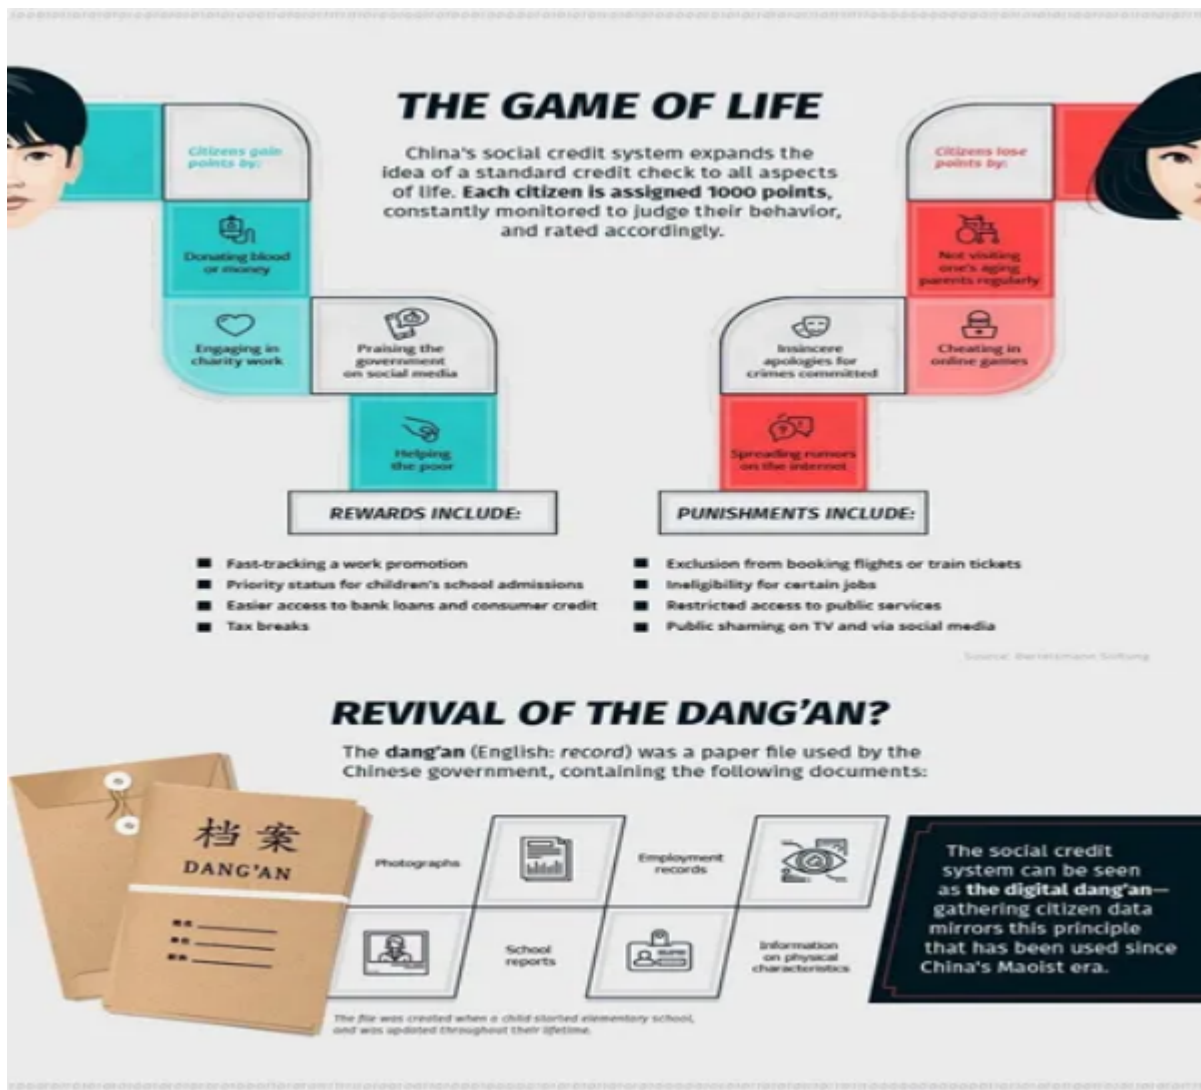 THE GAME OF LIFE
China's social credit system expands the
idea of a standard credit check to all aspects
of life. Each citizen is assigned 1000 points,
constantly monitored to judge their behavior,
and rated accordingly.
Citizens gain
points by:
Donating blood
or money
Engaging in
charity work
Praising the
government
on social media
Helping
the poor
Citizens lose
points by:
Not visiting
one's aging
parents regularly
Cheating in
online games
Insincere
apologies for
crimes committed
Spreading rumors
on the internet
REWARDS INCLUDE:
Fast-tracking a work promotion
Priority status for children's school admissions
Easier access to bank loans and consumer credit
Tax breaks
PUNISHMENTS INCLUDE:
Exclusion from booking flights or train tickets
Ineligibility for certain jobs
Restricted access to public services
Public shaming on TV and via social media
Source: Bertelsmann Stiftung
REVIVAL OF THE DANG'AN?
The dang'an (English: record) was a paper file used by the
Chinese government, containing the following documents:
档案
DANG'AN
Photographs
School
reports
Employment
records
Information
on physical
characteristics
The file was created when a child started elementary school,
and was updated throughout their lifetime.
The social credit
system can be seen
as the digital dang'an—
gathering citizen data
mirrors this principle
that has been used since
China's Maoist era.